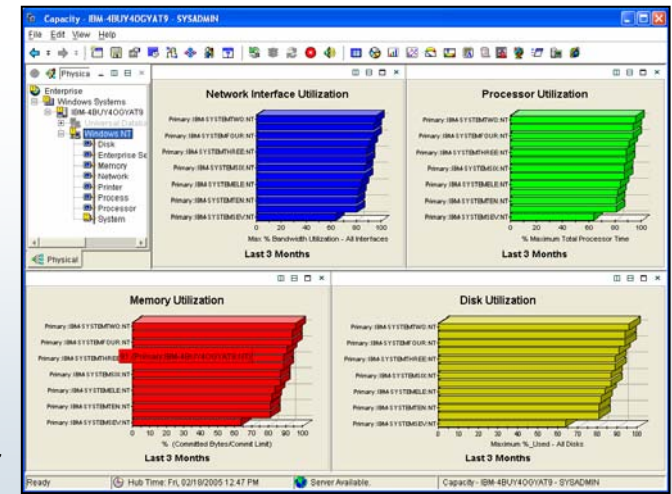 Capacity - IBM-4BUY4OGYAT9 - SYSADMIN
File Edit View Help
Physica
Enterprise
Windows Systems
IBM-4BUY4OGYAT9
Universal Databa
Windows NT
Disk
Enterprise Se
Memory
Network
Printer
Process
Processor
System
Physical
Network Interface Utilization
Primary:IBM-SYSTEMTWO:NT
Primary:IBM-SYSTEMFOUR:NT
Primary:IBM-SYSTEMTHREE:NT
Primary:IBM-SYSTEMSIX:NT
Primary:IBM-SYSTEMELE:NT
Primary:IBM-SYSTEMTEN:NT
Primary:IBM-SYSTEMSEV:NT
0 20 40 60 80 100
Max % Bandwidth Utilization - All Interfaces
Last 3 Months
Processor Utilization
Primary:IBM-SYSTEMTWO:NT
Primary:IBM-SYSTEMFOUR:NT
Primary:IBM-SYSTEMTHREE:NT
Primary:IBM-SYSTEMSIX:NT
Primary:IBM-SYSTEMELE:NT
Primary:IBM-SYSTEMTEN:NT
Primary:IBM-SYSTEMSEV:NT
0 20 40 60 80 100
% Maximum Total Processor Time
Last 3 Months
Memory Utilization
Primary:IBM-SYSTEMTWO:NT
Primary:IBM-SYSTEMFOUR:NT
Primary:IBM-SYSTEMTHREE
Primary:IBM-SYSTEMSIX:NT
Primary:IBM-SYSTEMELE:NT
Primary:IBM-SYSTEMTEN:NT
Primary:IBM-SYSTEMSEV:NT
0 10 20 30 40 50 60 70 80 90 100
% (Committed Bytes/Commit Limit)
Last 3 Months
Disk Utilization
Primary:IBM-SYSTEMTWO:NT
Primary:IBM-SYSTEMFOUR:NT
Primary:IBM-SYSTEMTHREE:NT
Primary:IBM-SYSTEMSIX:NT
Primary:IBM-SYSTEMELE:NT
Primary:IBM-SYSTEMTEN:NT
Primary:IBM-SYSTEMSEV:NT
0 10 20 30 40 50 60 70 80 90 100
Maximum %_Used - All Disks
Last 3 Months
Ready
Hub Time: Fri, 02/18/2005 12:47 PM
Server Available.
Capacity - IBM-4BUY4OOYAT9 - SYSADMIN